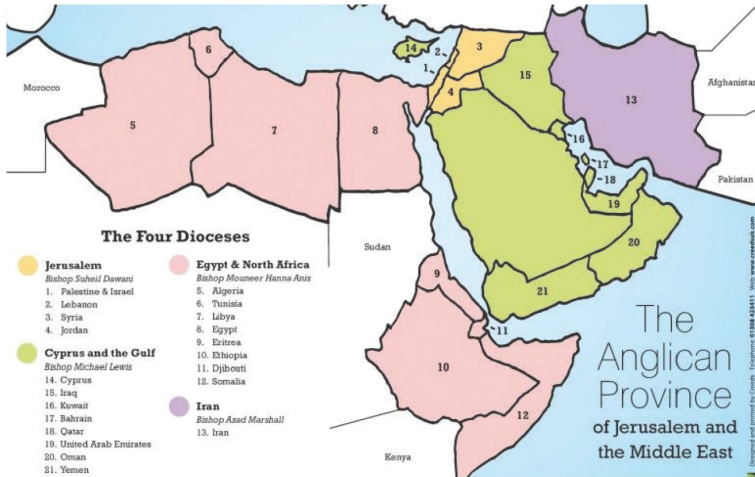 6
14
2
3
1
4
15
Morocco
Afghanistan
13
5
7
8
16
17
18
Pakistan
19
20
21
Sudan
9
11
10
12
Kenya
The Four Dioceses
Jerusalem
Bishop Suheil Dawani
1. Palestine & Israel
2. Lebanon
3. Syria
4. Jordan
Cyprus and the Gulf
Bishop Michael Lewis
14. Cyprus
15. Iraq
16. Kuwait
17. Bahrain
18. Qatar
19. United Arab Emirates
20. Oman
21. Yemen
Egypt & North Africa
Bishop Mouneer Hanna Anis
5. Algeria
6. Tunisia
7. Libya
8. Egypt
9. Eritrea
10. Ethiopia
11. Djibouti
12. Somalia
Iran
Bishop Azad Marshall
13. Iran
The
Anglican
Province
of Jerusalem and
the Middle East
Designed and printed by Creeds Telephone: 01308 423411 Web: www.creedsuk.com